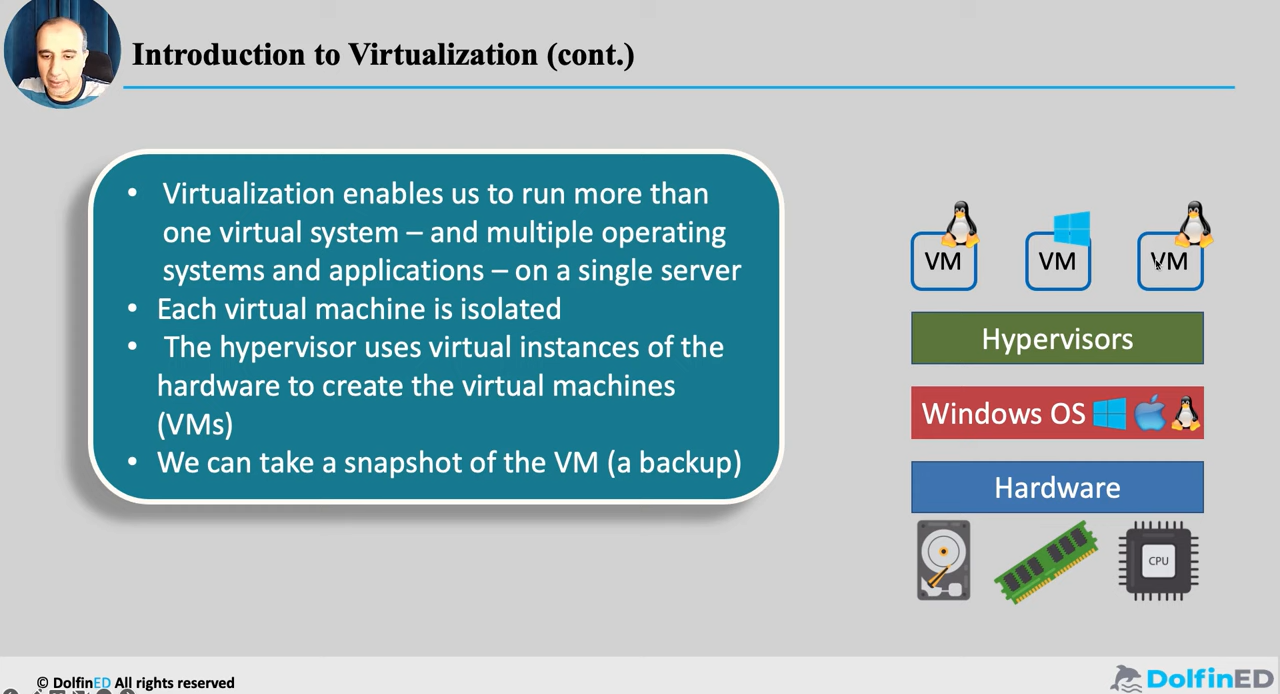 Introduction to Virtualization (cont.)
• Virtualization enables us to run more than
one virtual system – and multiple operating
systems and applications – on a single server
• Each virtual machine is isolated
• The hypervisor uses virtual instances of the
hardware to create the virtual machines
(VMs)
• We can take a snapshot of the VM (a backup)
VM VM VM
Hypervisors
Windows OS
Hardware
CPU
© DolfinED All rights reserved
DolfinED